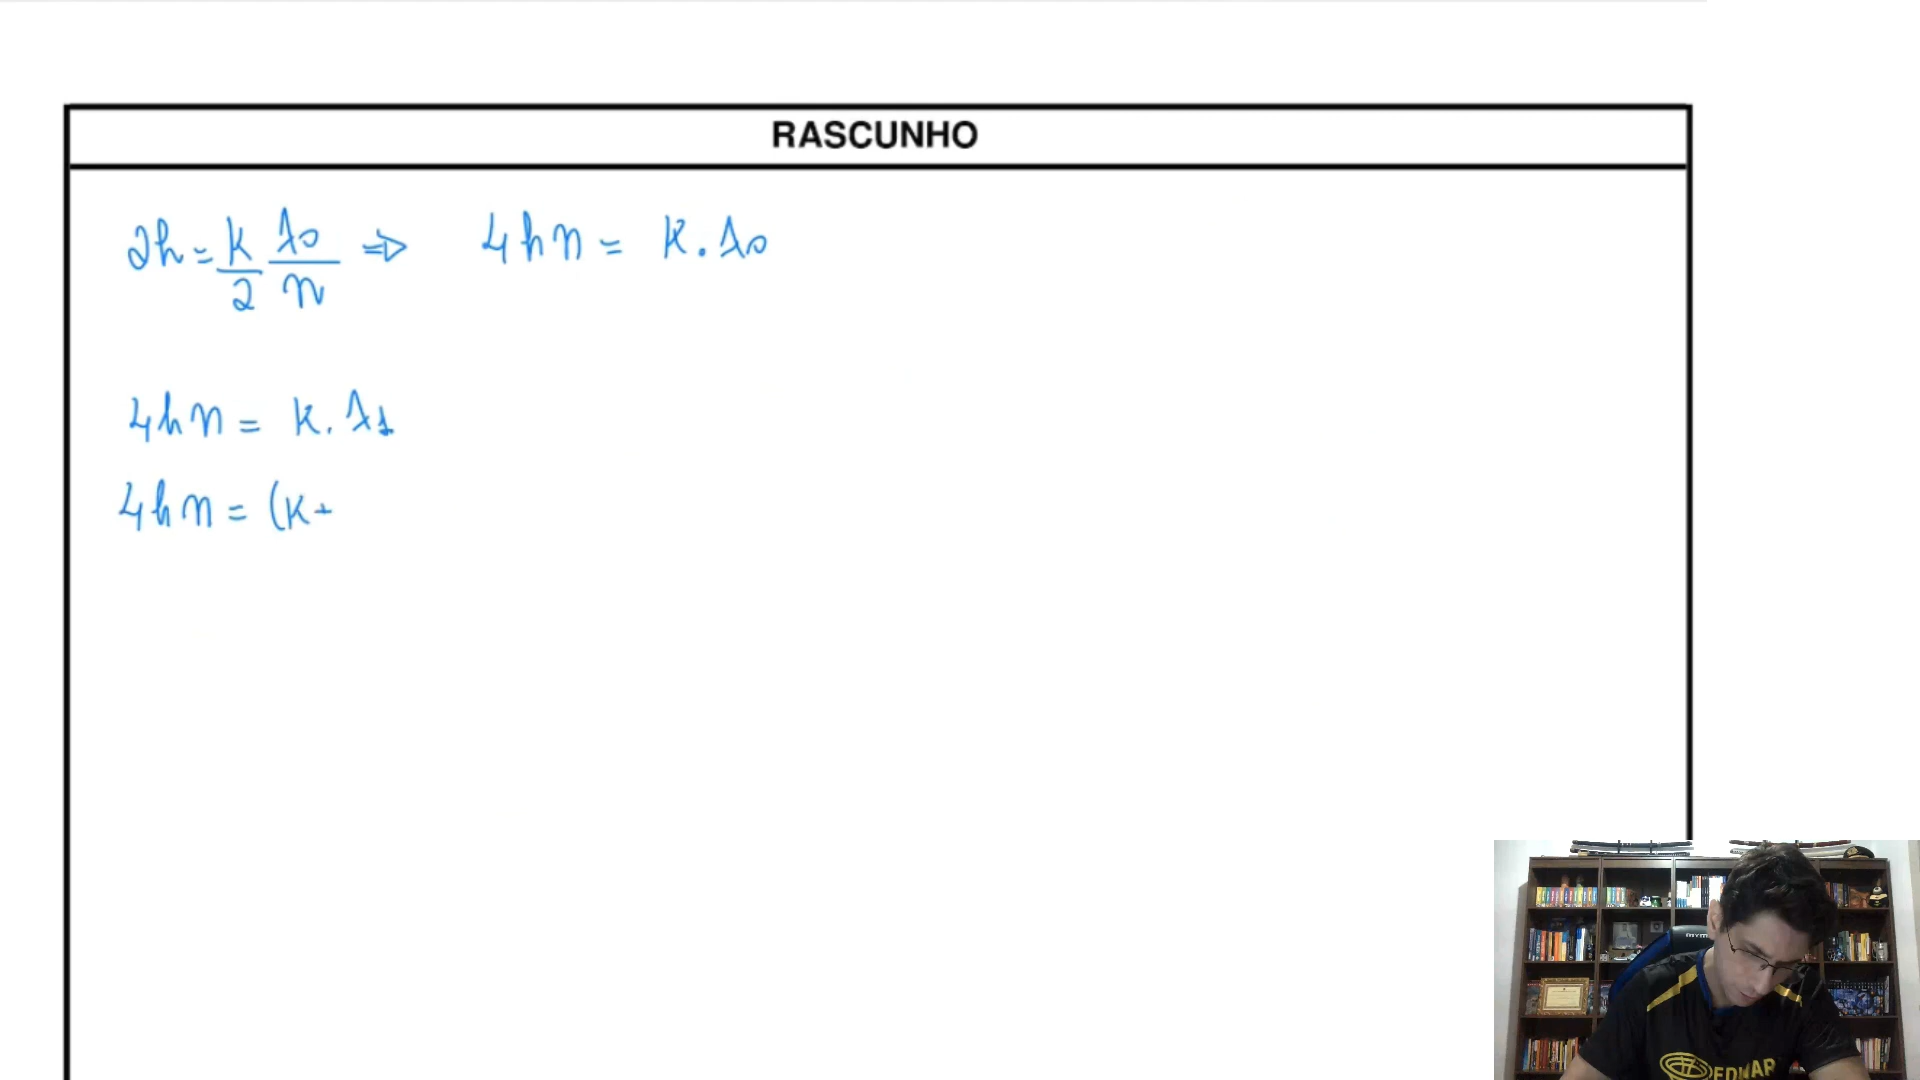 RASCUNHO
2h = k/2 λ0/n ⇒ 4hn = k . λ0
4hn = k . λ1
4hn = (k +